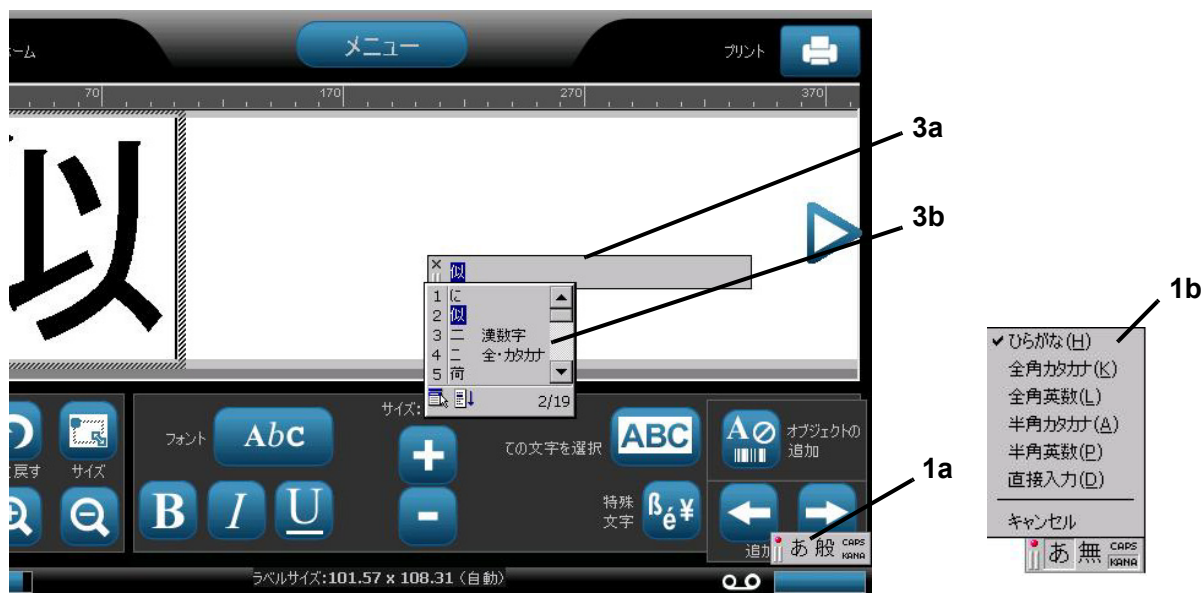 ホーム
メニュー
プリント
70
170
270
370
似
3a
3b
似
1 に
2 似
3 二 漢数字
4 ニ 全・カタカナ
5 荷
2/19
1b
ひらがな(H)
全角カタカナ(K)
全角英数(L)
半角カタカナ(A)
半角英数(P)
直接入力(D)
キャンセル
あ 無 CAPS KANA
戻す
サイズ
フォント
Abc
B I U
サイズ:
ての文字を選択
ABC
特殊
文字
ßé¥
A
オブジェクトの
追加
追加
1a
あ 般 CAPS KANA
ラベルサイズ:101.57 x 108.31 (自動)